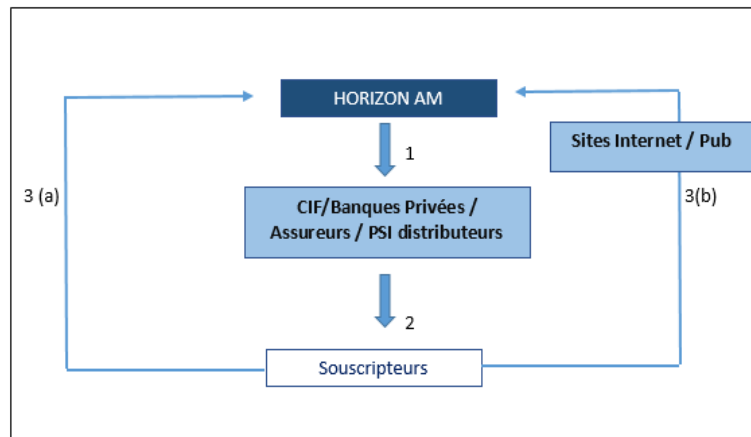 HORIZON AM
1
Sites Internet / Pub
3 (a)
3(b)
CIF/Banques Privées /
Assureurs / PSI distributeurs
2
Souscripteurs